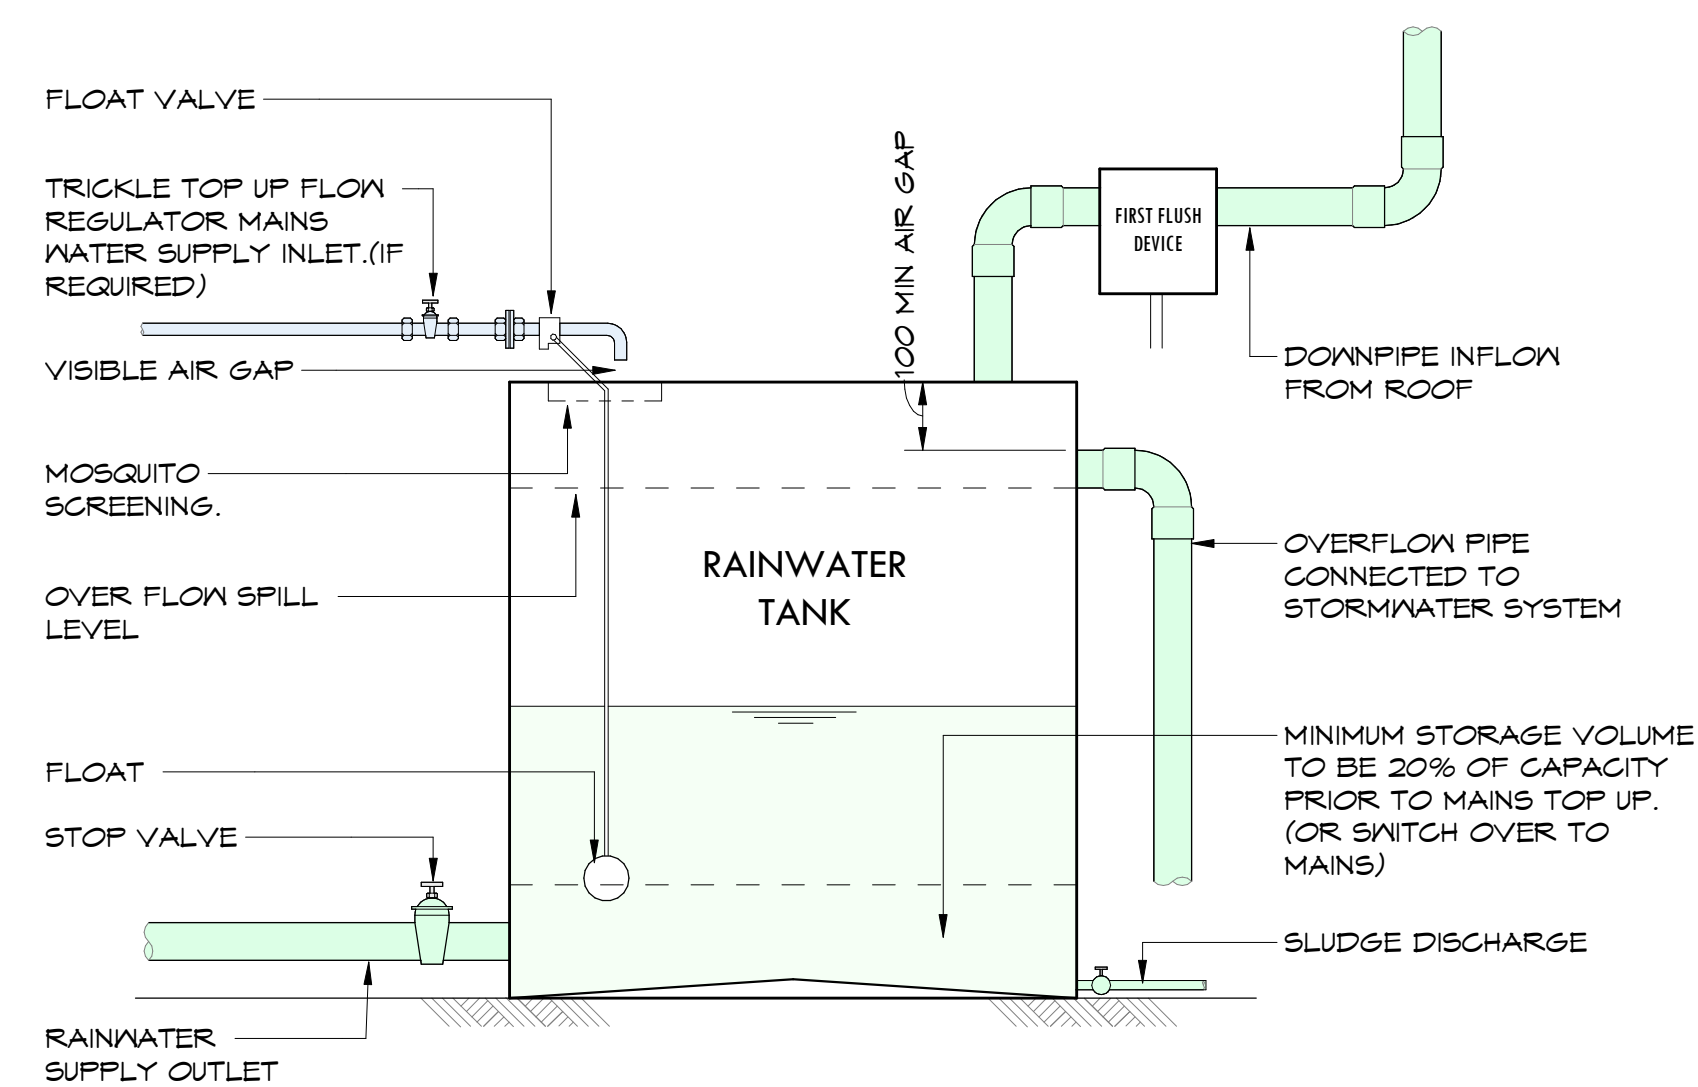 FLOAT VALVE
TRICKLE TOP UP FLOW
REGULATOR MAINS
WATER SUPPLY INLET.(IF
REQUIRED)
VISIBLE AIR GAP
MOSQUITO
SCREENING.
OVER FLOW SPILL
LEVEL
FLOAT
STOP VALVE
RAINWATER
SUPPLY OUTLET
100 MIN AIR GAP
RAINWATER
TANK
FIRST FLUSH
DEVICE
DOWNPIPE INFLOW
FROM ROOF
OVERFLOW PIPE
CONNECTED TO
STORMWATER SYSTEM
MINIMUM STORAGE VOLUME
TO BE 20% OF CAPACITY
PRIOR TO MAINS TOP UP.
(OR SWITCH OVER TO
MAINS)
SLUDGE DISCHARGE